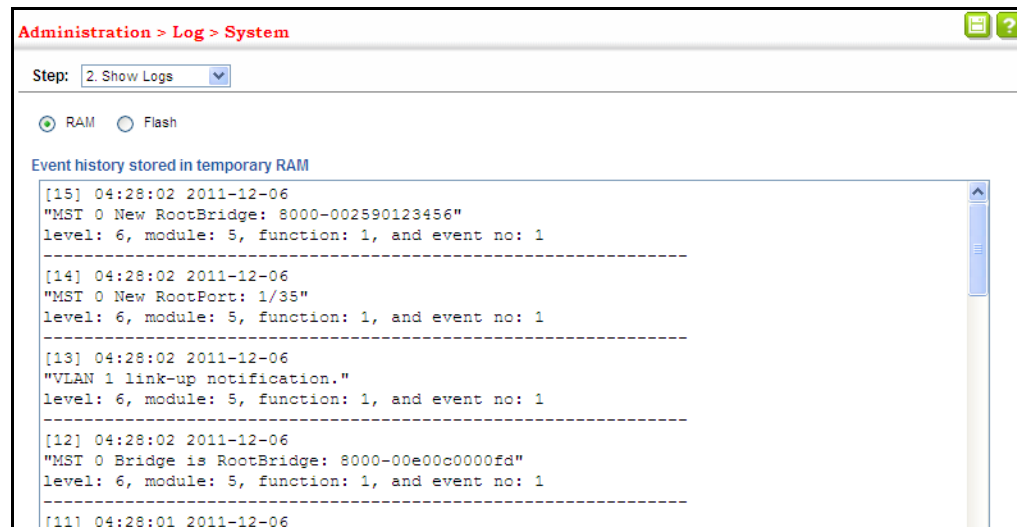 Administration > Log > System
?
Step: 2. Show Logs
RAM Flash
Event history stored in temporary RAM
[15] 04:28:02 2011-12-06
"MST 0 New RootBridge: 8000-002590123456"
level: 6, module: 5, function: 1, and event no: 1
---------------------------------------------------------------
[14] 04:28:02 2011-12-06
"MST 0 New RootPort: 1/35"
level: 6, module: 5, function: 1, and event no: 1
---------------------------------------------------------------
[13] 04:28:02 2011-12-06
"VLAN 1 link-up notification."
level: 6, module: 5, function: 1, and event no: 1
---------------------------------------------------------------
[12] 04:28:02 2011-12-06
"MST 0 Bridge is RootBridge: 8000-00e00c0000fd"
level: 6, module: 5, function: 1, and event no: 1
---------------------------------------------------------------
[11] 04:28:01 2011-12-06